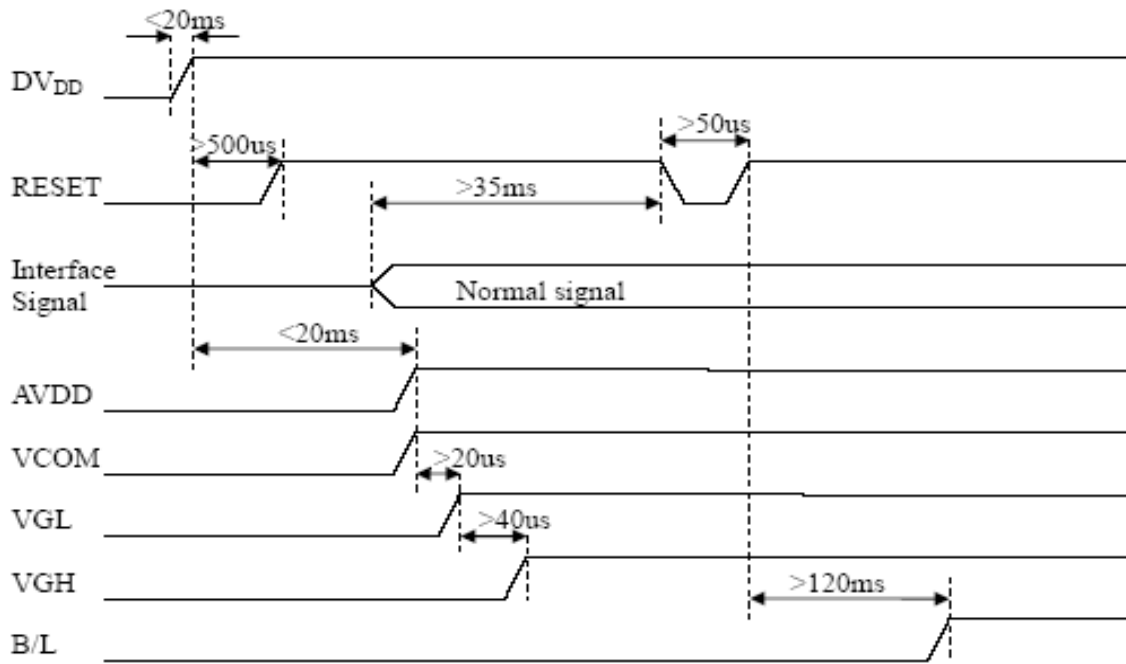 <20ms
DVDD
>500us
>50us
RESET
>35ms
Interface
Signal
Normal signal
<20ms
AVDD
VCOM
>20us
VGL
>40us
VGH
>120ms
B/L